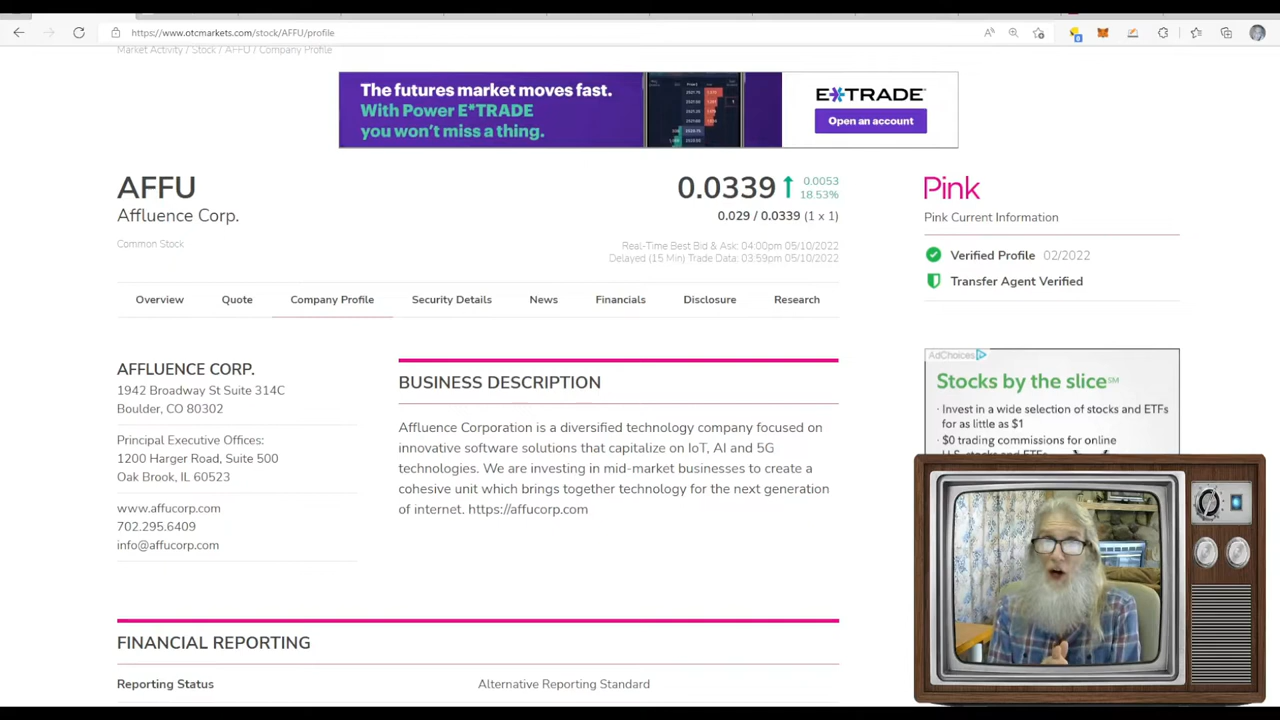 https://www.otcmarkets.com/stock/AFFU/profile
Market Activity / Stock / AFFU / Company Profile
The futures market moves fast.
With Power E*TRADE
you won't miss a thing.
E*TRADE
Open an account
AFFU
Affluence Corp.
Common Stock
0.0339
0.0053
18.53%
0.029 / 0.0339 (1 x 1)
Real-Time Best Bid & Ask: 04:00pm 05/10/2022
Delayed (15 Min) Trade Data: 03:59pm 05/10/2022
Pink
Pink Current Information
Verified Profile 02/2022
Transfer Agent Verified
Overview Quote Company Profile Security Details News Financials Disclosure Research
AFFLUENCE CORP.
1942 Broadway St Suite 314C
Boulder, CO 80302
Principal Executive Offices:
1200 Harger Road, Suite 500
Oak Brook, IL 60523
www.affucorp.com
702.295.6409
info@affucorp.com
BUSINESS DESCRIPTION
Affluence Corporation is a diversified technology company focused on
innovative software solutions that capitalize on IoT, AI and 5G
technologies. We are investing in mid-market businesses to create a
cohesive unit which brings together technology for the next generation
of internet. https://affucorp.com
AdChoices
Stocks by the slice℠
· Invest in a wide selection of stocks and ETFs
for as little as $1
· $0 trading commissions for online
U.S. stocks and ETFs
FINANCIAL REPORTING
Reporting Status Alternative Reporting Standard